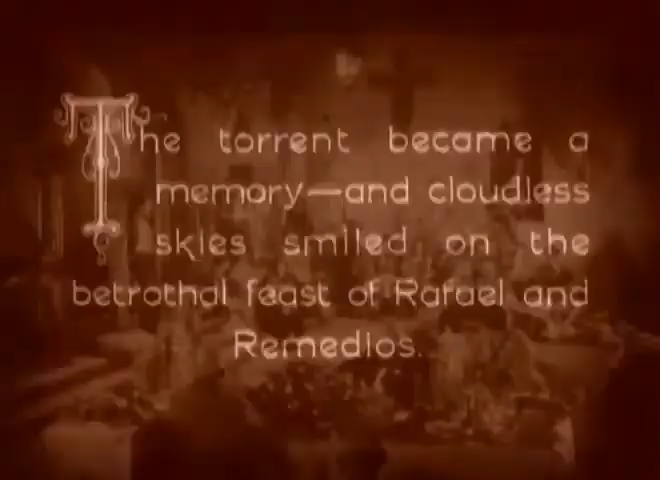 The torrent became a
memory—and cloudless
skies smiled on the
betrothal feast of Rafael and
Remedios.